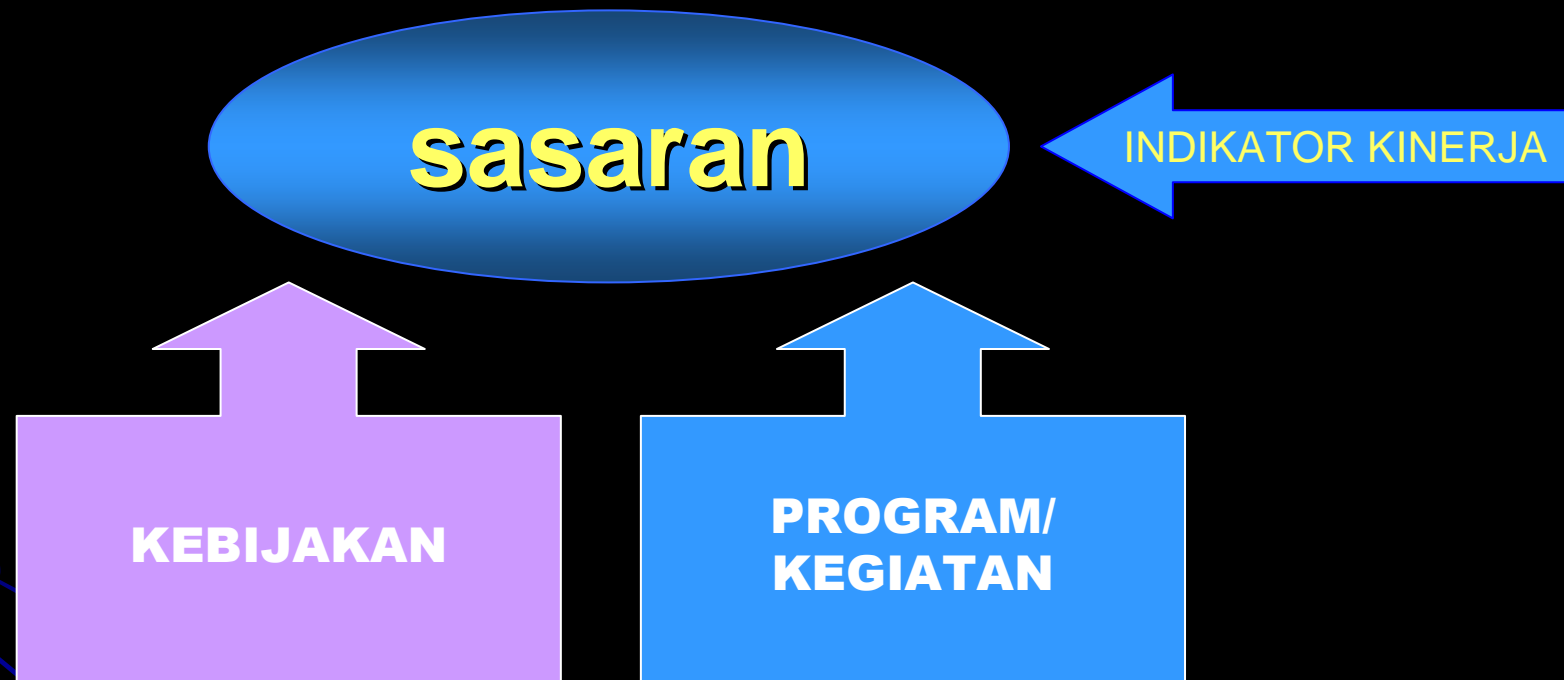 sasaran
INDIKATOR KINERJA
KEBIJAKAN
PROGRAM/
KEGIATAN